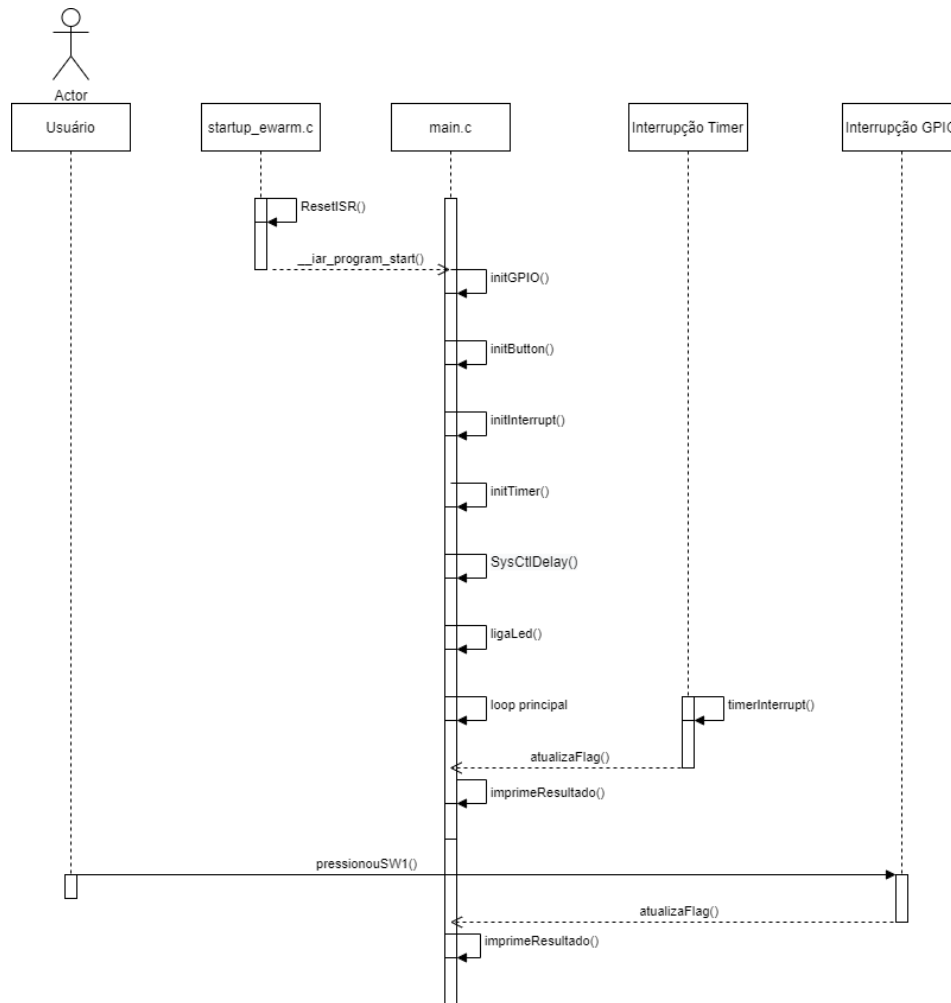 Actor
Usuário
startup_ewarm.c
main.c
Interrupção Timer
Interrupção GPIO
ResetISR()
__iar_program_start()
initGPIO()
initButton()
initInterrupt()
initTimer()
SysCtlDelay()
ligaLed()
loop principal
timerInterrupt()
atualizaFlag()
imprimeResultado()
pressionouSW1()
atualizaFlag()
imprimeResultado()